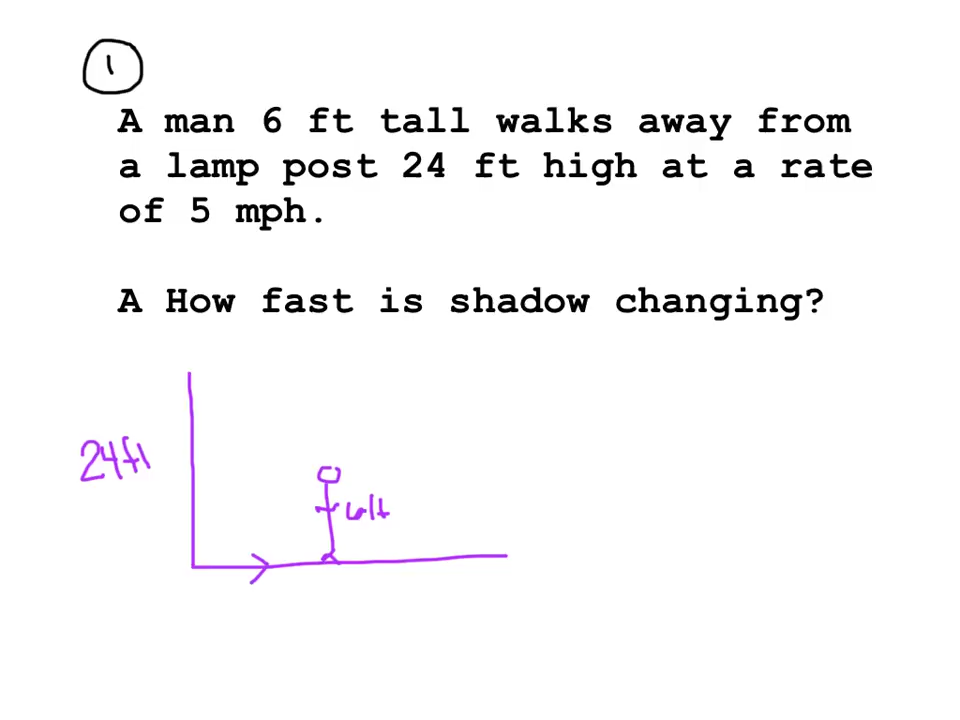 1
A man 6 ft tall walks away from
a lamp post 24 ft high at a rate
of 5 mph.
A How fast is shadow changing?
24ft
6ft